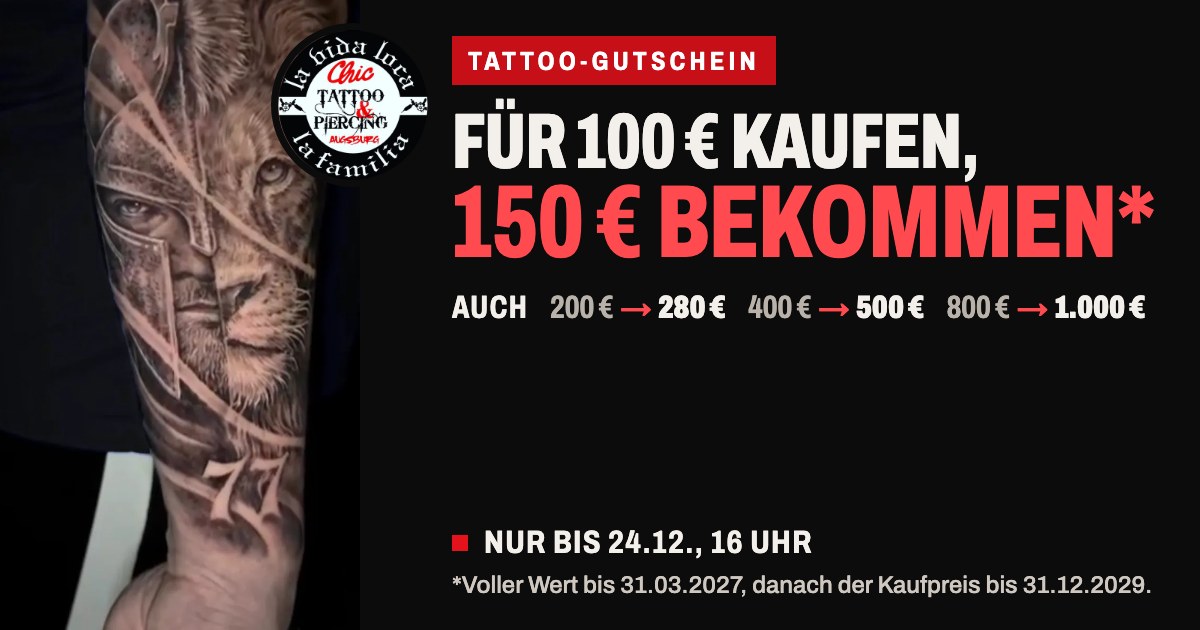 la vida loca
Chic
TATTOO
&
PIERCING
AUGSBURG
la familia
TATTOO-GUTSCHEIN
FÜR 100 € KAUFEN,
150 € BEKOMMEN*
AUCH 200 € → 280 € 400 € → 500 € 800 € → 1.000 €
77
NUR BIS 24.12., 16 UHR
*Voller Wert bis 31.03.2027, danach der Kaufpreis bis 31.12.2029.